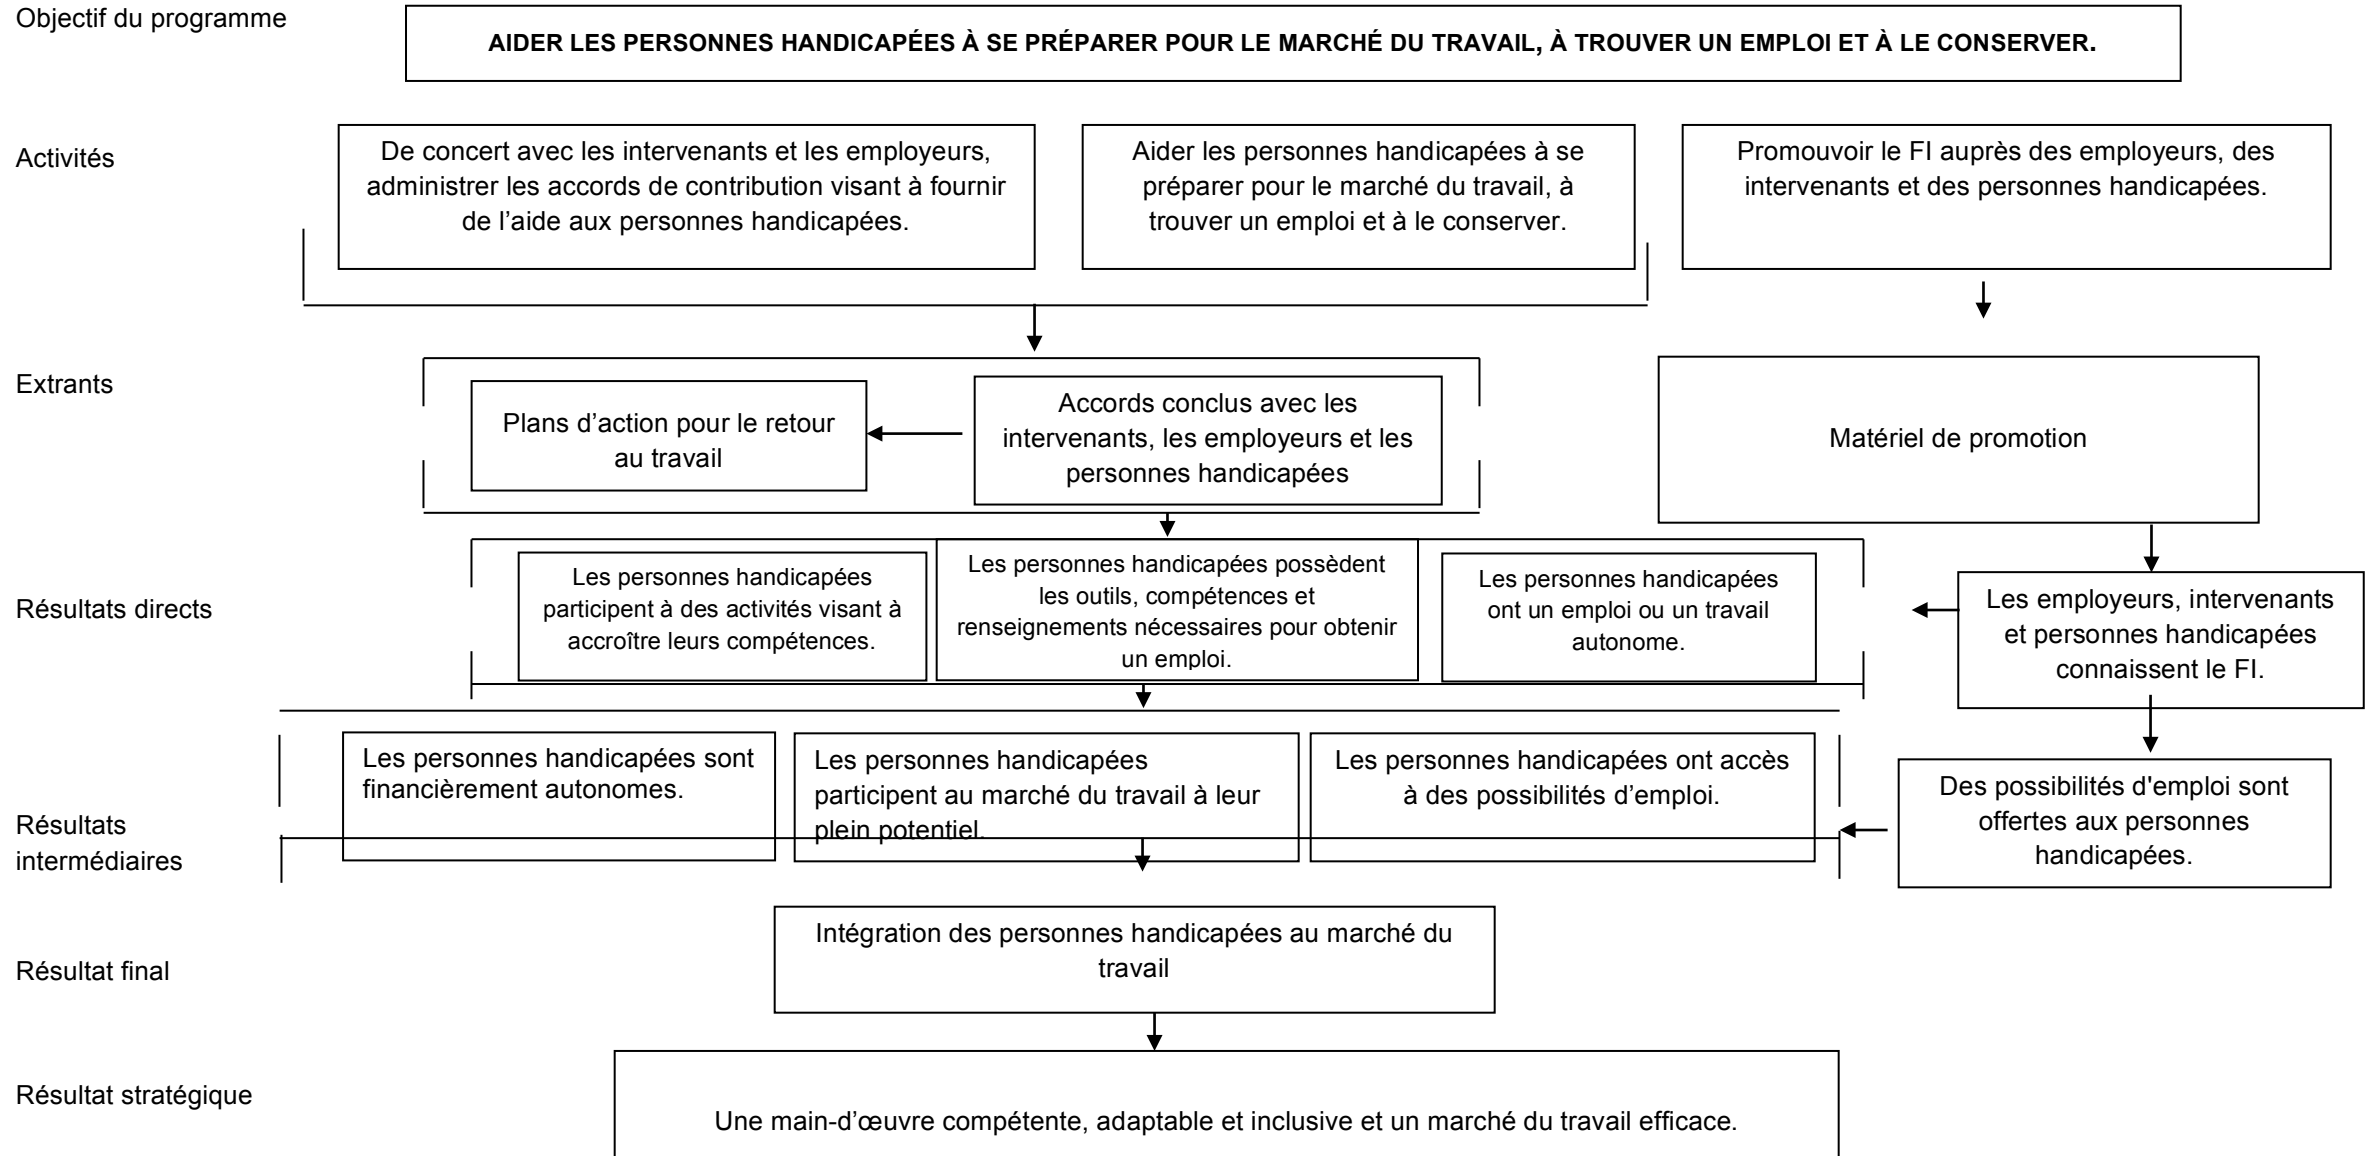 Objectif du programme
AIDER LES PERSONNES HANDICAPÉES À SE PRÉPARER POUR LE MARCHÉ DU TRAVAIL, À TROUVER UN EMPLOI ET À LE CONSERVER.
Activités
De concert avec les intervenants et les employeurs,
administrer les accords de contribution visant à fournir
de l’aide aux personnes handicapées.
Aider les personnes handicapées à se
préparer pour le marché du travail, à
trouver un emploi et à le conserver.
Promouvoir le FI auprès des employeurs, des
intervenants et des personnes handicapées.
Extrants
Plans d’action pour le retour
au travail
Accords conclus avec les
intervenants, les employeurs et les
personnes handicapées
Matériel de promotion
Résultats directs
Les personnes handicapées
participent à des activités visant à
accroître leurs compétences.
Les personnes handicapées possèdent
les outils, compétences et
renseignements nécessaires pour obtenir
un emploi.
Les personnes handicapées
ont un emploi ou un travail
autonome.
Les employeurs, intervenants
et personnes handicapées
connaissent le FI.
Résultats
intermédiaires
Les personnes handicapées sont
financièrement autonomes.
Les personnes handicapées
participent au marché du travail à leur
plein potentiel.
Les personnes handicapées ont accès
à des possibilités d’emploi.
Des possibilités d'emploi sont
offertes aux personnes
handicapées.
Résultat final
Intégration des personnes handicapées au marché du
travail
Résultat stratégique
Une main-d’œuvre compétente, adaptable et inclusive et un marché du travail efficace.